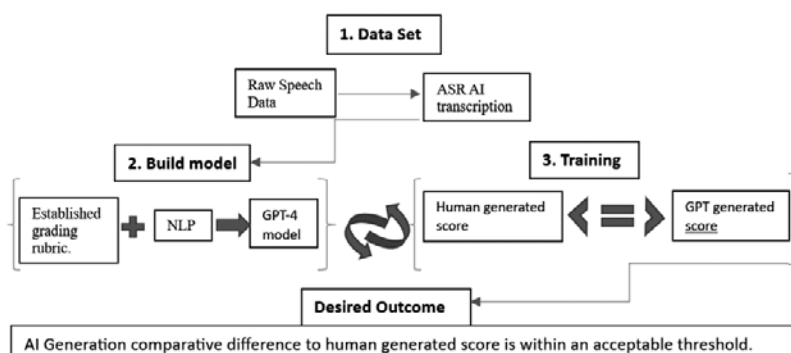 1. Data Set
Raw Speech
Data
ASR AI
transcription
2. Build model
3. Training
Established
grading
rubric.
NLP
GPT-4
model
Human generated
score
GPT generated
score
Desired Outcome
AI Generation comparative difference to human generated score is within an acceptable threshold.